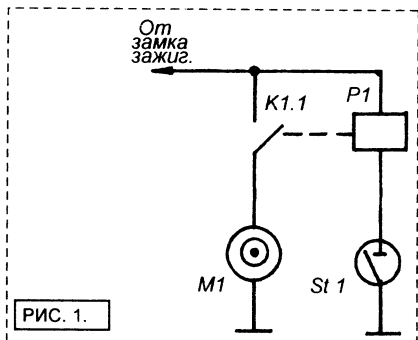 От
замка
зажиг.
K1.1
P1
M1
St 1
РИС. 1.